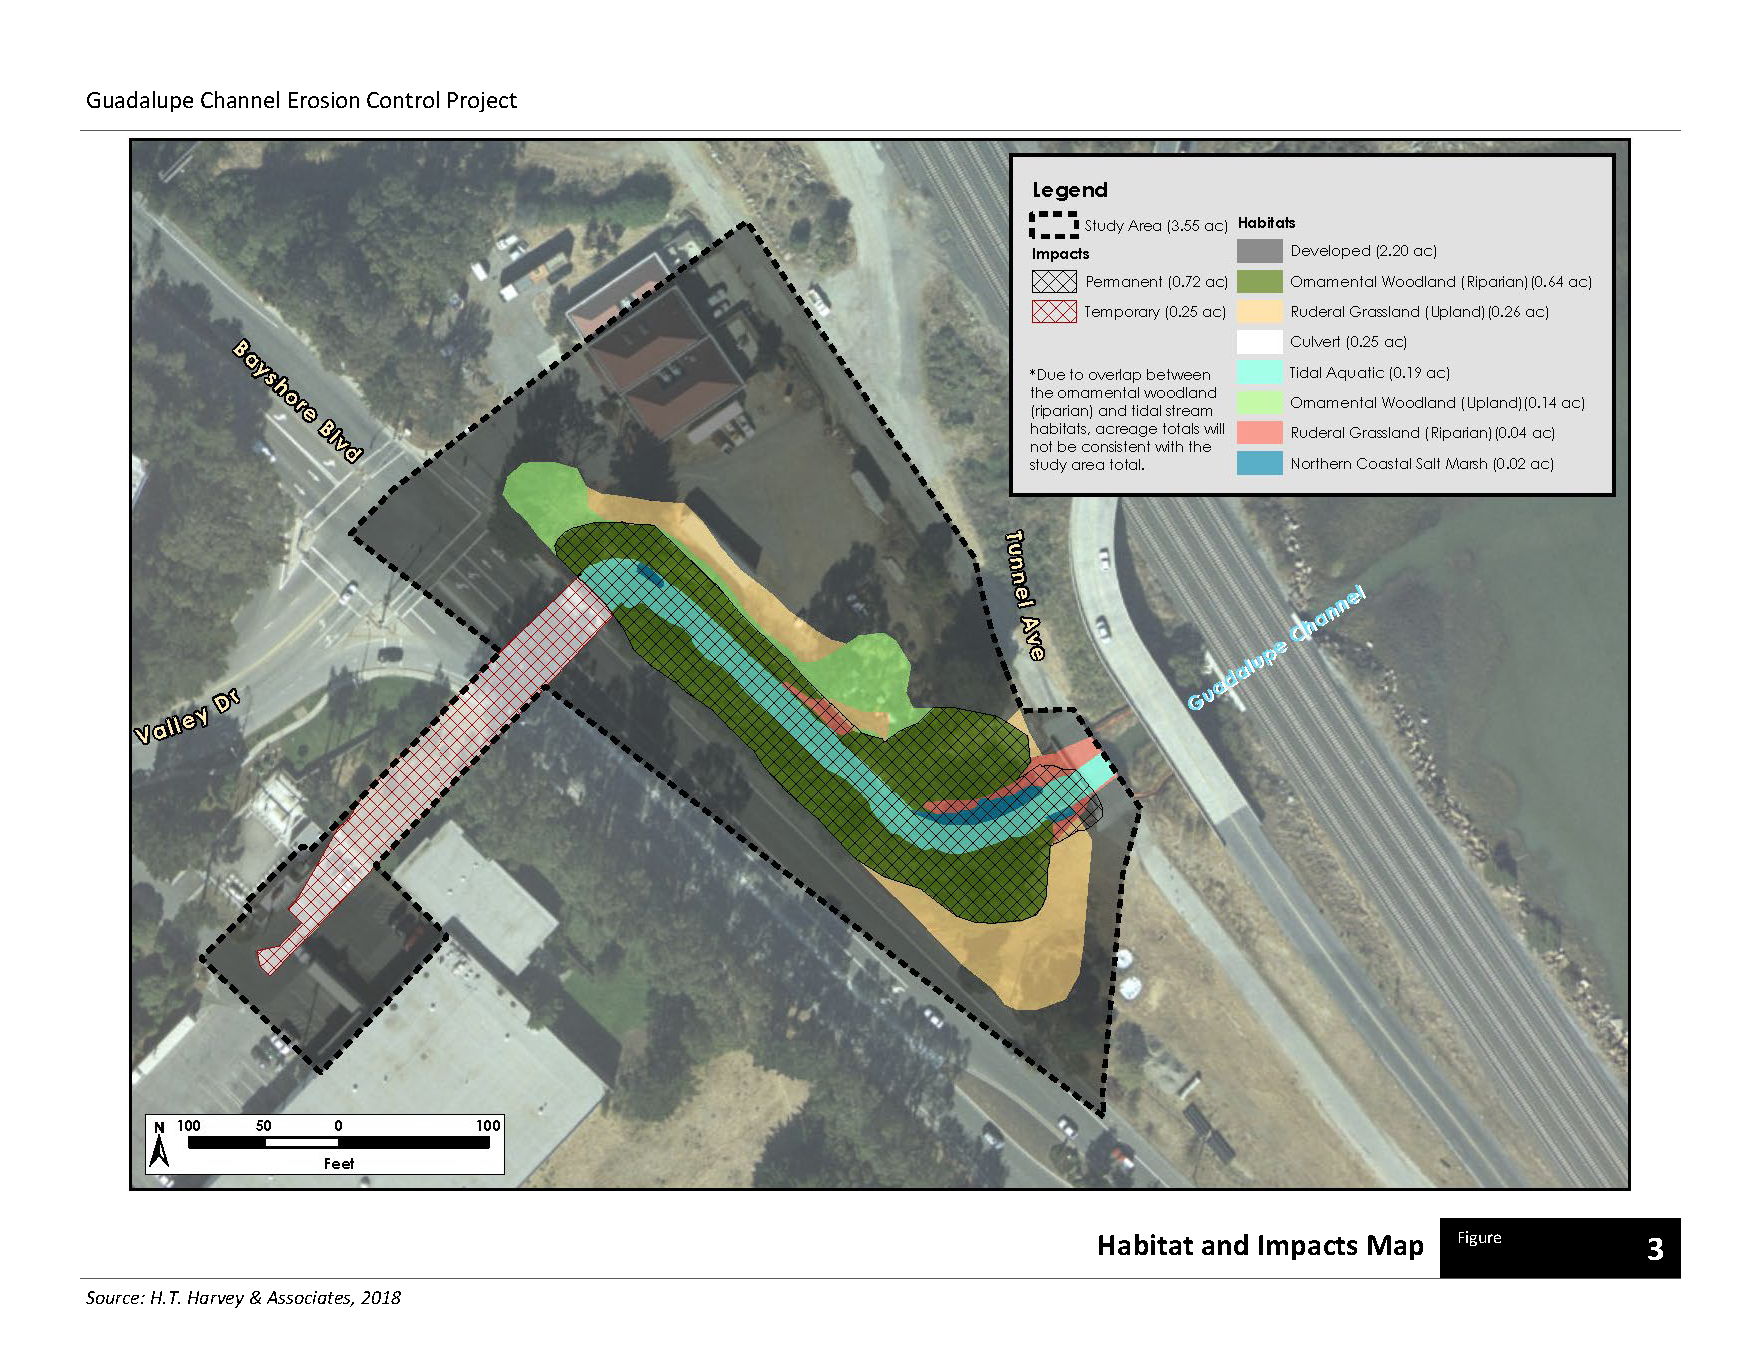 Guadalupe Channel Erosion Control Project
Legend
Study Area (3.55 ac)
Impacts
Permanent (0.72 ac)
Temporary (0.25 ac)
*Due to overlap between
the ornamental woodland
(riparian) and tidal stream
habitats, acreage totals will
not be consistent with the
study area total.
Habitats
Developed (2.20 ac)
Ornamental Woodland (Riparian)(0.64 ac)
Ruderal Grassland (Upland)(0.26 ac)
Culvert (0.25 ac)
Tidal Aquatic (0.19 ac)
Ornamental Woodland (Upland)(0.14 ac)
Ruderal Grassland (Riparian)(0.04 ac)
Northern Coastal Salt Marsh (0.02 ac)
Bayshore Blvd
Tunnel Ave
Guadalupe Channel
Valley Dr
N 100 50 0 100
Feet
Habitat and Impacts Map
Figure 3
Source: H.T. Harvey & Associates, 2018